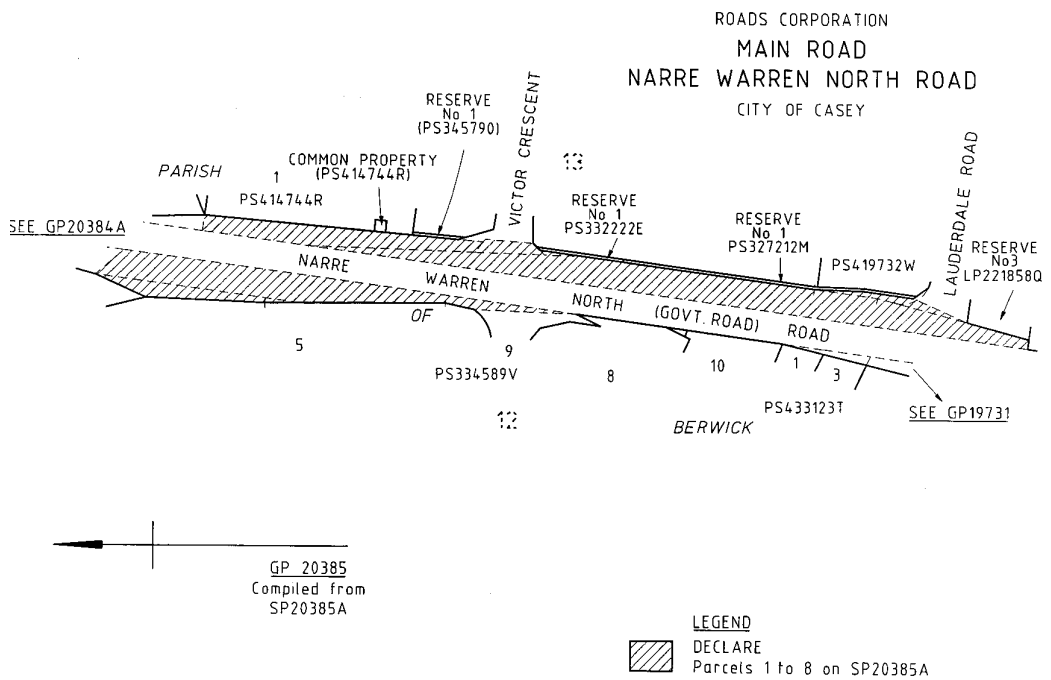 ROADS CORPORATION
MAIN ROAD
NARRE WARREN NORTH ROAD
CITY OF CASEY
RESERVE
No 1
(PS345790)
VICTOR CRESCENT
13
LAUDERDALE ROAD
PARISH
1
PS414744R
COMMON PROPERTY
(PS414744R)
RESERVE
No 1
PS332222E
RESERVE
No 1
PS327212M
PS419732W
RESERVE
No3
LP221858Q
SEE GP20384A
NARRE WARREN NORTH (GOVT. ROAD) ROAD
OF
5
9
PS334589V
8
10
1
3
PS433123T
SEE GP19731
12
BERWICK
GP 20385
Compiled from
SP20385A
LEGEND
DECLARE
Parcels 1 to 8 on SP20385A